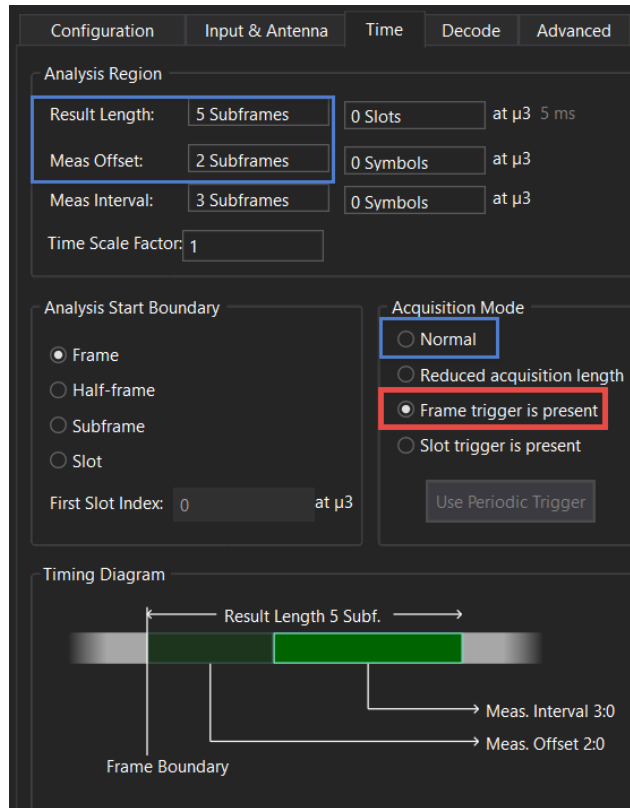 Configuration Input & Antenna Time Decode Advanced
Analysis Region
Result Length: 5 Subframes 0 Slots at μ3 5 ms
Meas Offset: 2 Subframes 0 Symbols at μ3
Meas Interval: 3 Subframes 0 Symbols at μ3
Time Scale Factor: 1
Analysis Start Boundary
Frame
Half-frame
Subframe
Slot
First Slot Index: 0 at μ3
Acquisition Mode
Normal
Reduced acquisition length
Frame trigger is present
Slot trigger is present
Use Periodic Trigger
Timing Diagram
Result Length 5 Subf.
Meas. Interval 3:0
Meas. Offset 2:0
Frame Boundary